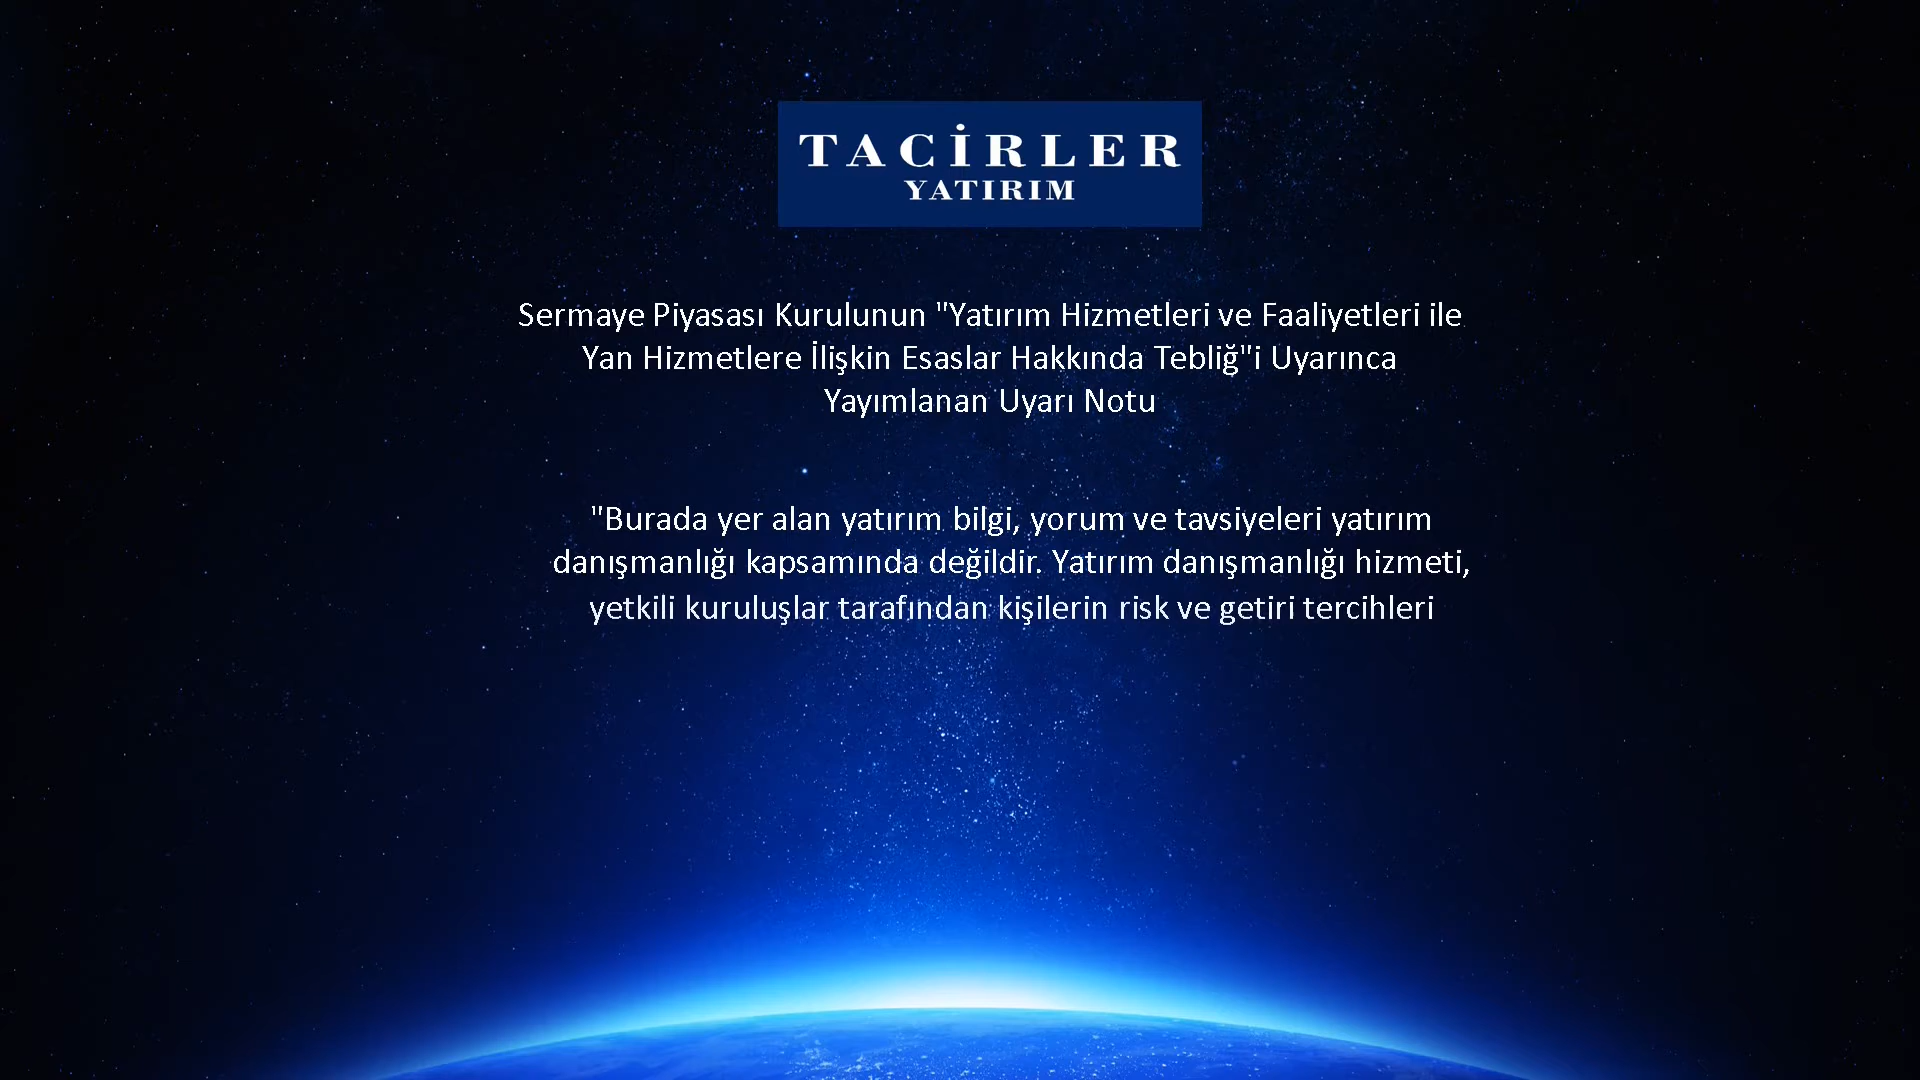 TACİRLER
YATIRIM
Sermaye Piyasası Kurulunun "Yatırım Hizmetleri ve Faaliyetleri ile
Yan Hizmetlere İlişkin Esaslar Hakkında Tebliğ"i Uyarınca
Yayımlanan Uyarı Notu
"Burada yer alan yatırım bilgi, yorum ve tavsiyeleri yatırım
danışmanlığı kapsamında değildir. Yatırım danışmanlığı hizmeti,
yetkili kuruluşlar tarafından kişilerin risk ve getiri tercihleri